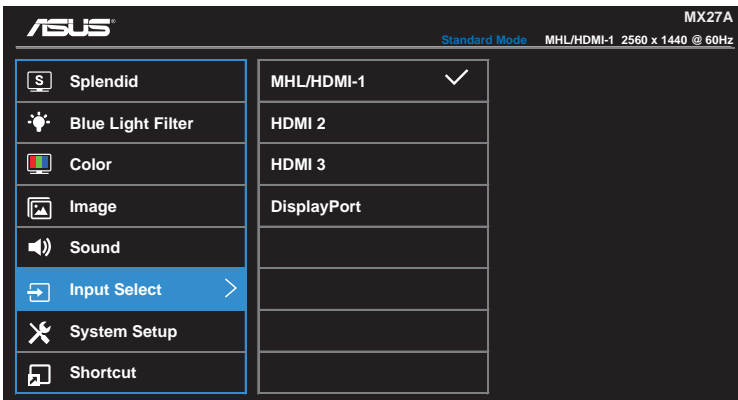 ASUS
MX27A
Standard Mode MHL/HDMI-1 2560 x 1440 @ 60Hz
S Splendid
Blue Light Filter
Color
Image
Sound
Input Select
System Setup
Shortcut
MHL/HDMI-1
HDMI 2
HDMI 3
DisplayPort